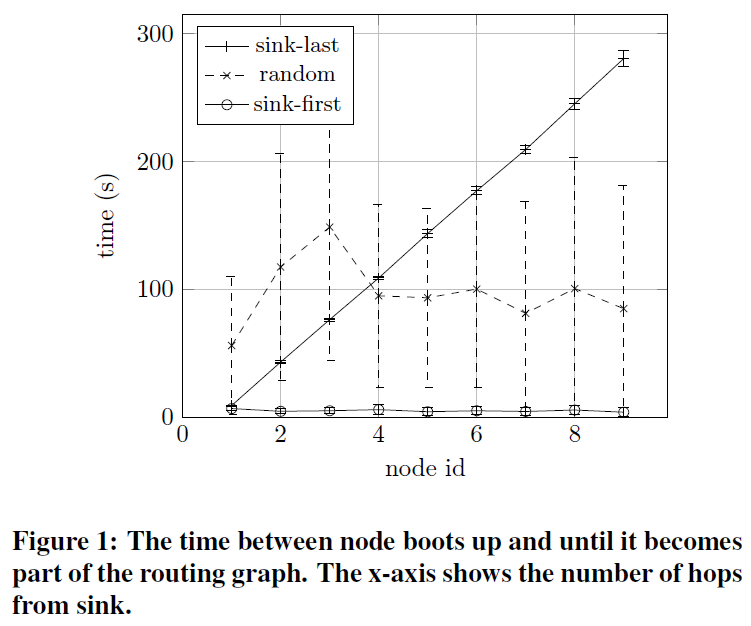 300
200
100
0
time (s)
sink-last
random
sink-first
0 2 4 6 8
node id
Figure 1: The time between node boots up and until it becomes
part of the routing graph. The x-axis shows the number of hops
from sink.